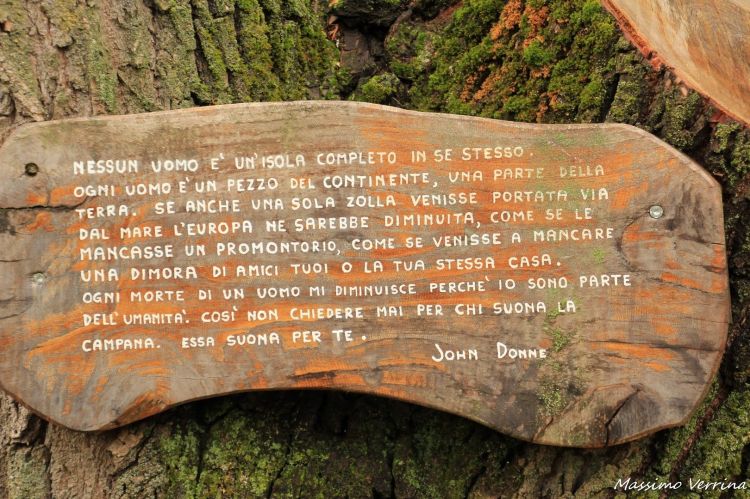 NESSUN UOMO E' UN'ISOLA COMPLETO IN SE STESSO.
OGNI UOMO E' UN PEZZO DEL CONTINENTE, UNA PARTE DELLA
TERRA. SE ANCHE UNA SOLA ZOLLA VENISSE PORTATA VIA
DAL MARE L'EUROPA NE SAREBBE DIMINUITA, COME SE LE
MANCASSE UN PROMONTORIO, COME SE VENISSE A MANCARE
UNA DIMORA DI AMICI TUOI O LA TUA STESSA CASA.
OGNI MORTE DI UN UOMO MI DIMINUISCE PERCHE' IO SONO PARTE
DELL'UMANITA'. COSI' NON CHIEDERE MAI PER CHI SUONA LA
CAMPANA. ESSA SUONA PER TE.
JOHN DONNE
Massimo Verrina